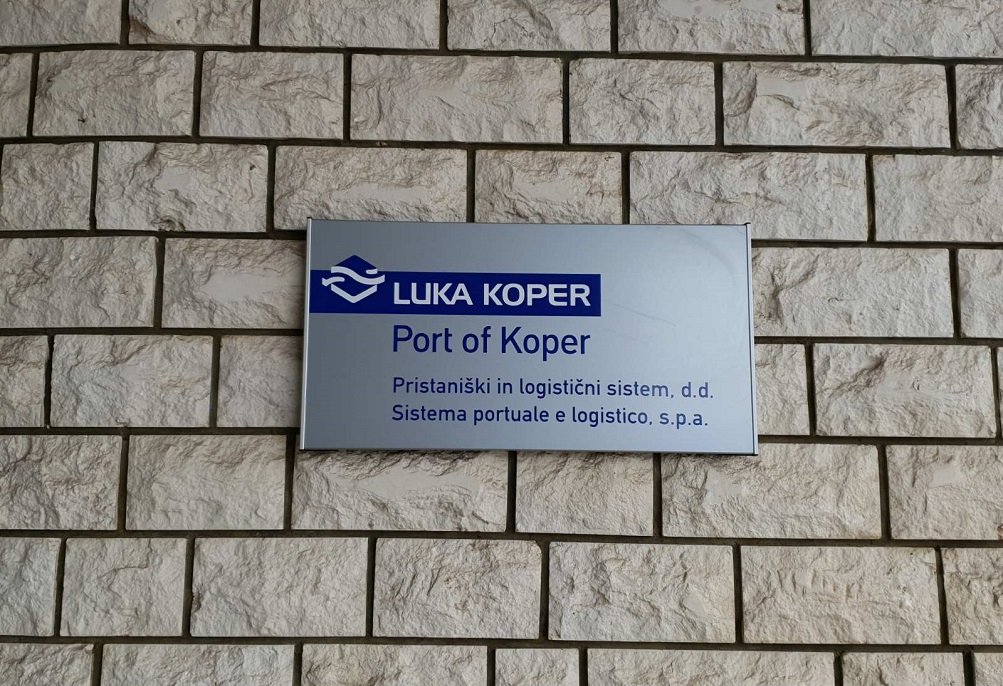 LUKA KOPER
Port of Koper
Pristaniški in logistični sistem, d.d.
Sistema portuale e logistico, s.p.a.